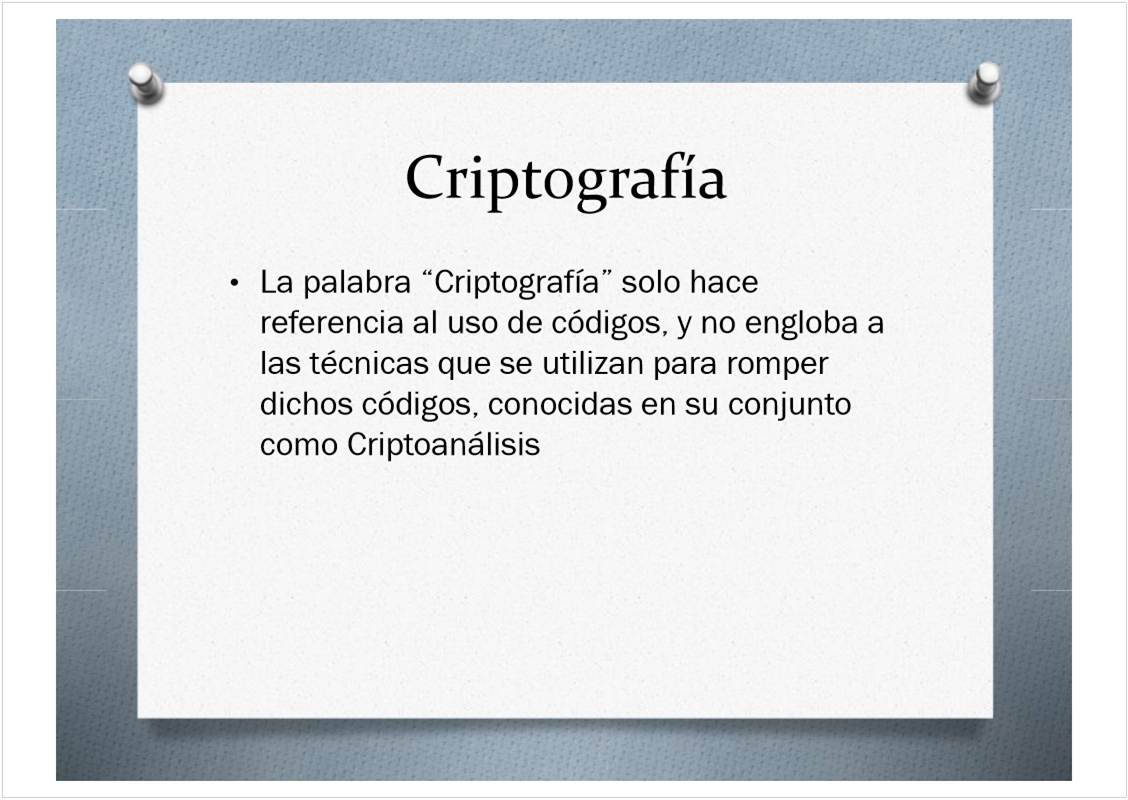 Criptografía
• La palabra “Criptografía” solo hace
referencia al uso de códigos, y no engloba a
las técnicas que se utilizan para romper
dichos códigos, conocidas en su conjunto
como Criptoanálisis